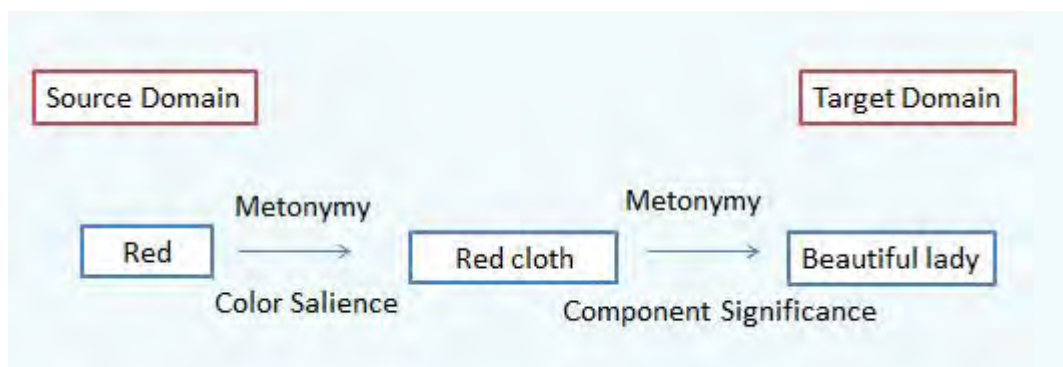 Source Domain
Target Domain
Metonymy
Metonymy
Red
Red cloth
Beautiful lady
Color Salience
Component Significance